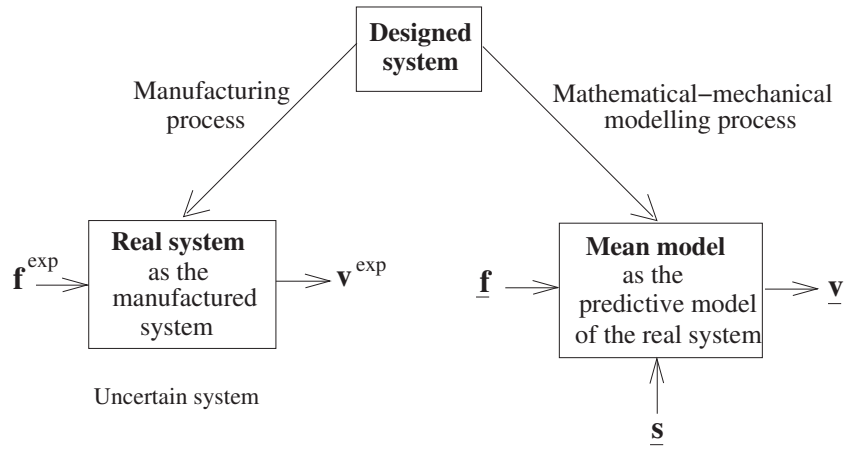 Designed
system
Manufacturing
process
Mathematical−mechanical
modelling process
Real system
as the
manufactured
system
f exp
v exp
Mean model
as the
predictive model
of the real system
f
v
s
Uncertain system